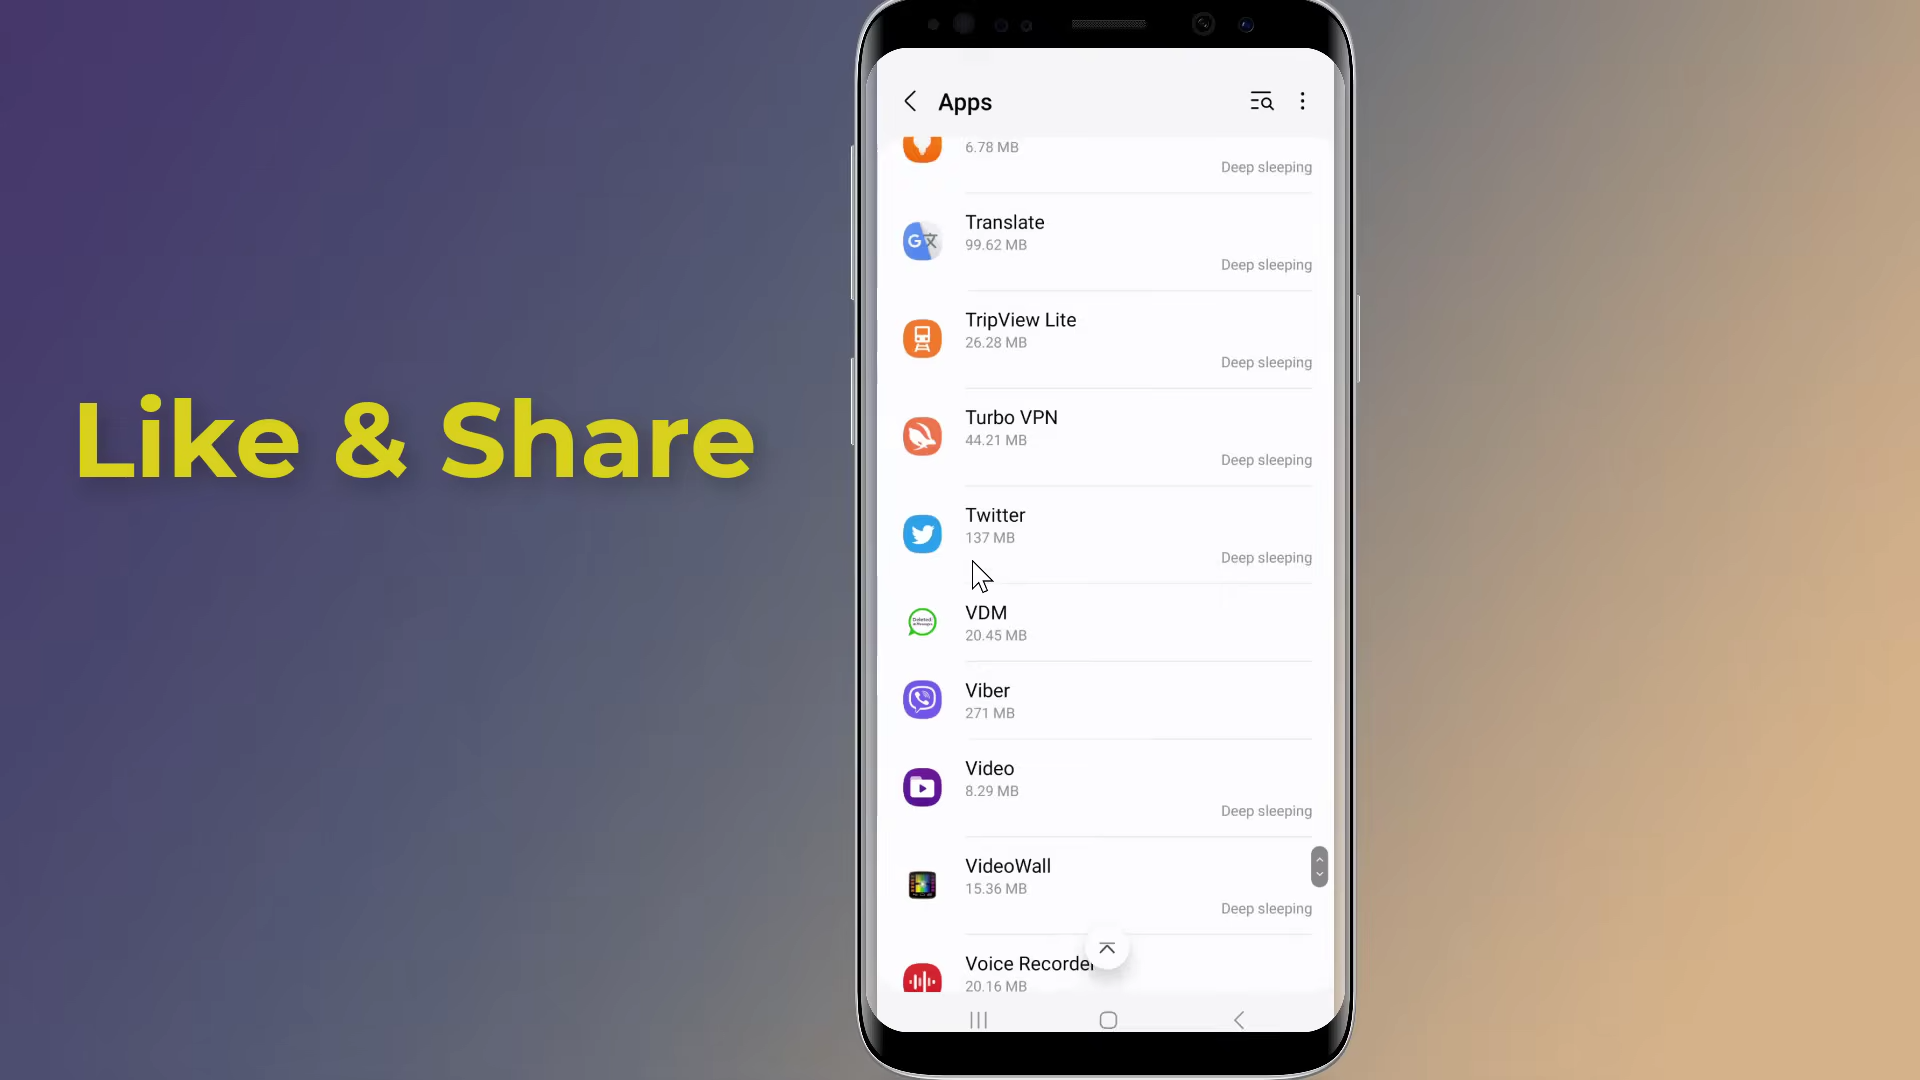 Like & Share
Apps
6.78 MB
Deep sleeping
Translate
99.62 MB
Deep sleeping
TripView Lite
26.28 MB
Deep sleeping
Turbo VPN
44.21 MB
Deep sleeping
Twitter
137 MB
Deep sleeping
VDM
20.45 MB
Viber
271 MB
Video
8.29 MB
Deep sleeping
VideoWall
15.36 MB
Deep sleeping
Voice Recorder
20.16 MB